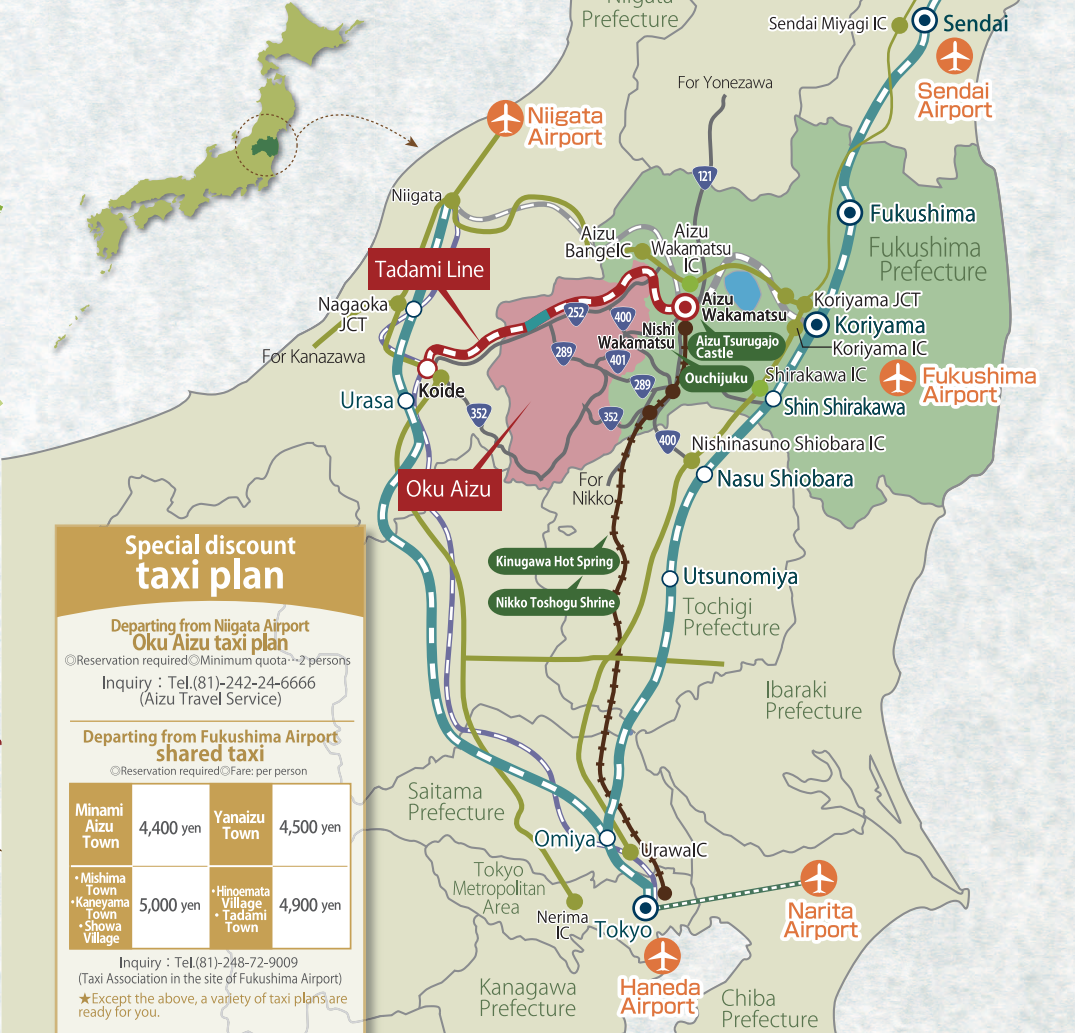 Niigata
Prefecture
Sendai Miyagi IC
Sendai
Sendai
Airport
For Yonezawa
Niigata
Airport
121
Niigata
Fukushima
Fukushima
Prefecture
Aizu
BangeIC
Aizu
Wakamatsu
IC
Tadami Line
Nagaoka
JCT
For Kanazawa
252
400
Aizu
Wakamatsu
Nishi
Wakamatsu
Koriyama JCT
Koriyama
Koriyama IC
Aizu Tsurugajo
Castle
289
401
Ouchijuku
289
Shirakawa IC
Fukushima
Airport
Koide
Urasa
352
352
Shin Shirakawa
400
Nishinasuno Shiobara IC
Oku Aizu
For
Nikko
Nasu Shiobara
Kinugawa Hot Spring
Nikko Toshogu Shrine
Utsunomiya
Tochigi
Prefecture
Ibaraki
Prefecture
Saitama
Prefecture
Omiya
UrawaIC
Tokyo
Metropolitan
Area
Nerima
IC
Tokyo
Narita
Airport
Haneda
Airport
Kanagawa
Prefecture
Chiba
Prefecture
Special discount
taxi plan
Departing from Niigata Airport
Oku Aizu taxi plan
◎Reservation required◎Minimum quota…2 persons
Inquiry：Tel.(81)-242-24-6666
(Aizu Travel Service)
Departing from Fukushima Airport
shared taxi
◎Reservation required◎Fare: per person
Minami
Aizu
Town
4,400 yen
Yanaizu
Town
4,500 yen
・Mishima
Town
・Kaneyama
Town
・Showa
Village
5,000 yen
・Hinoemata
Village
・Tadami
Town
4,900 yen
Inquiry：Tel.(81)-248-72-9009
(Taxi Association in the site of Fukushima Airport)
★Except the above, a variety of taxi plans are
ready for you.